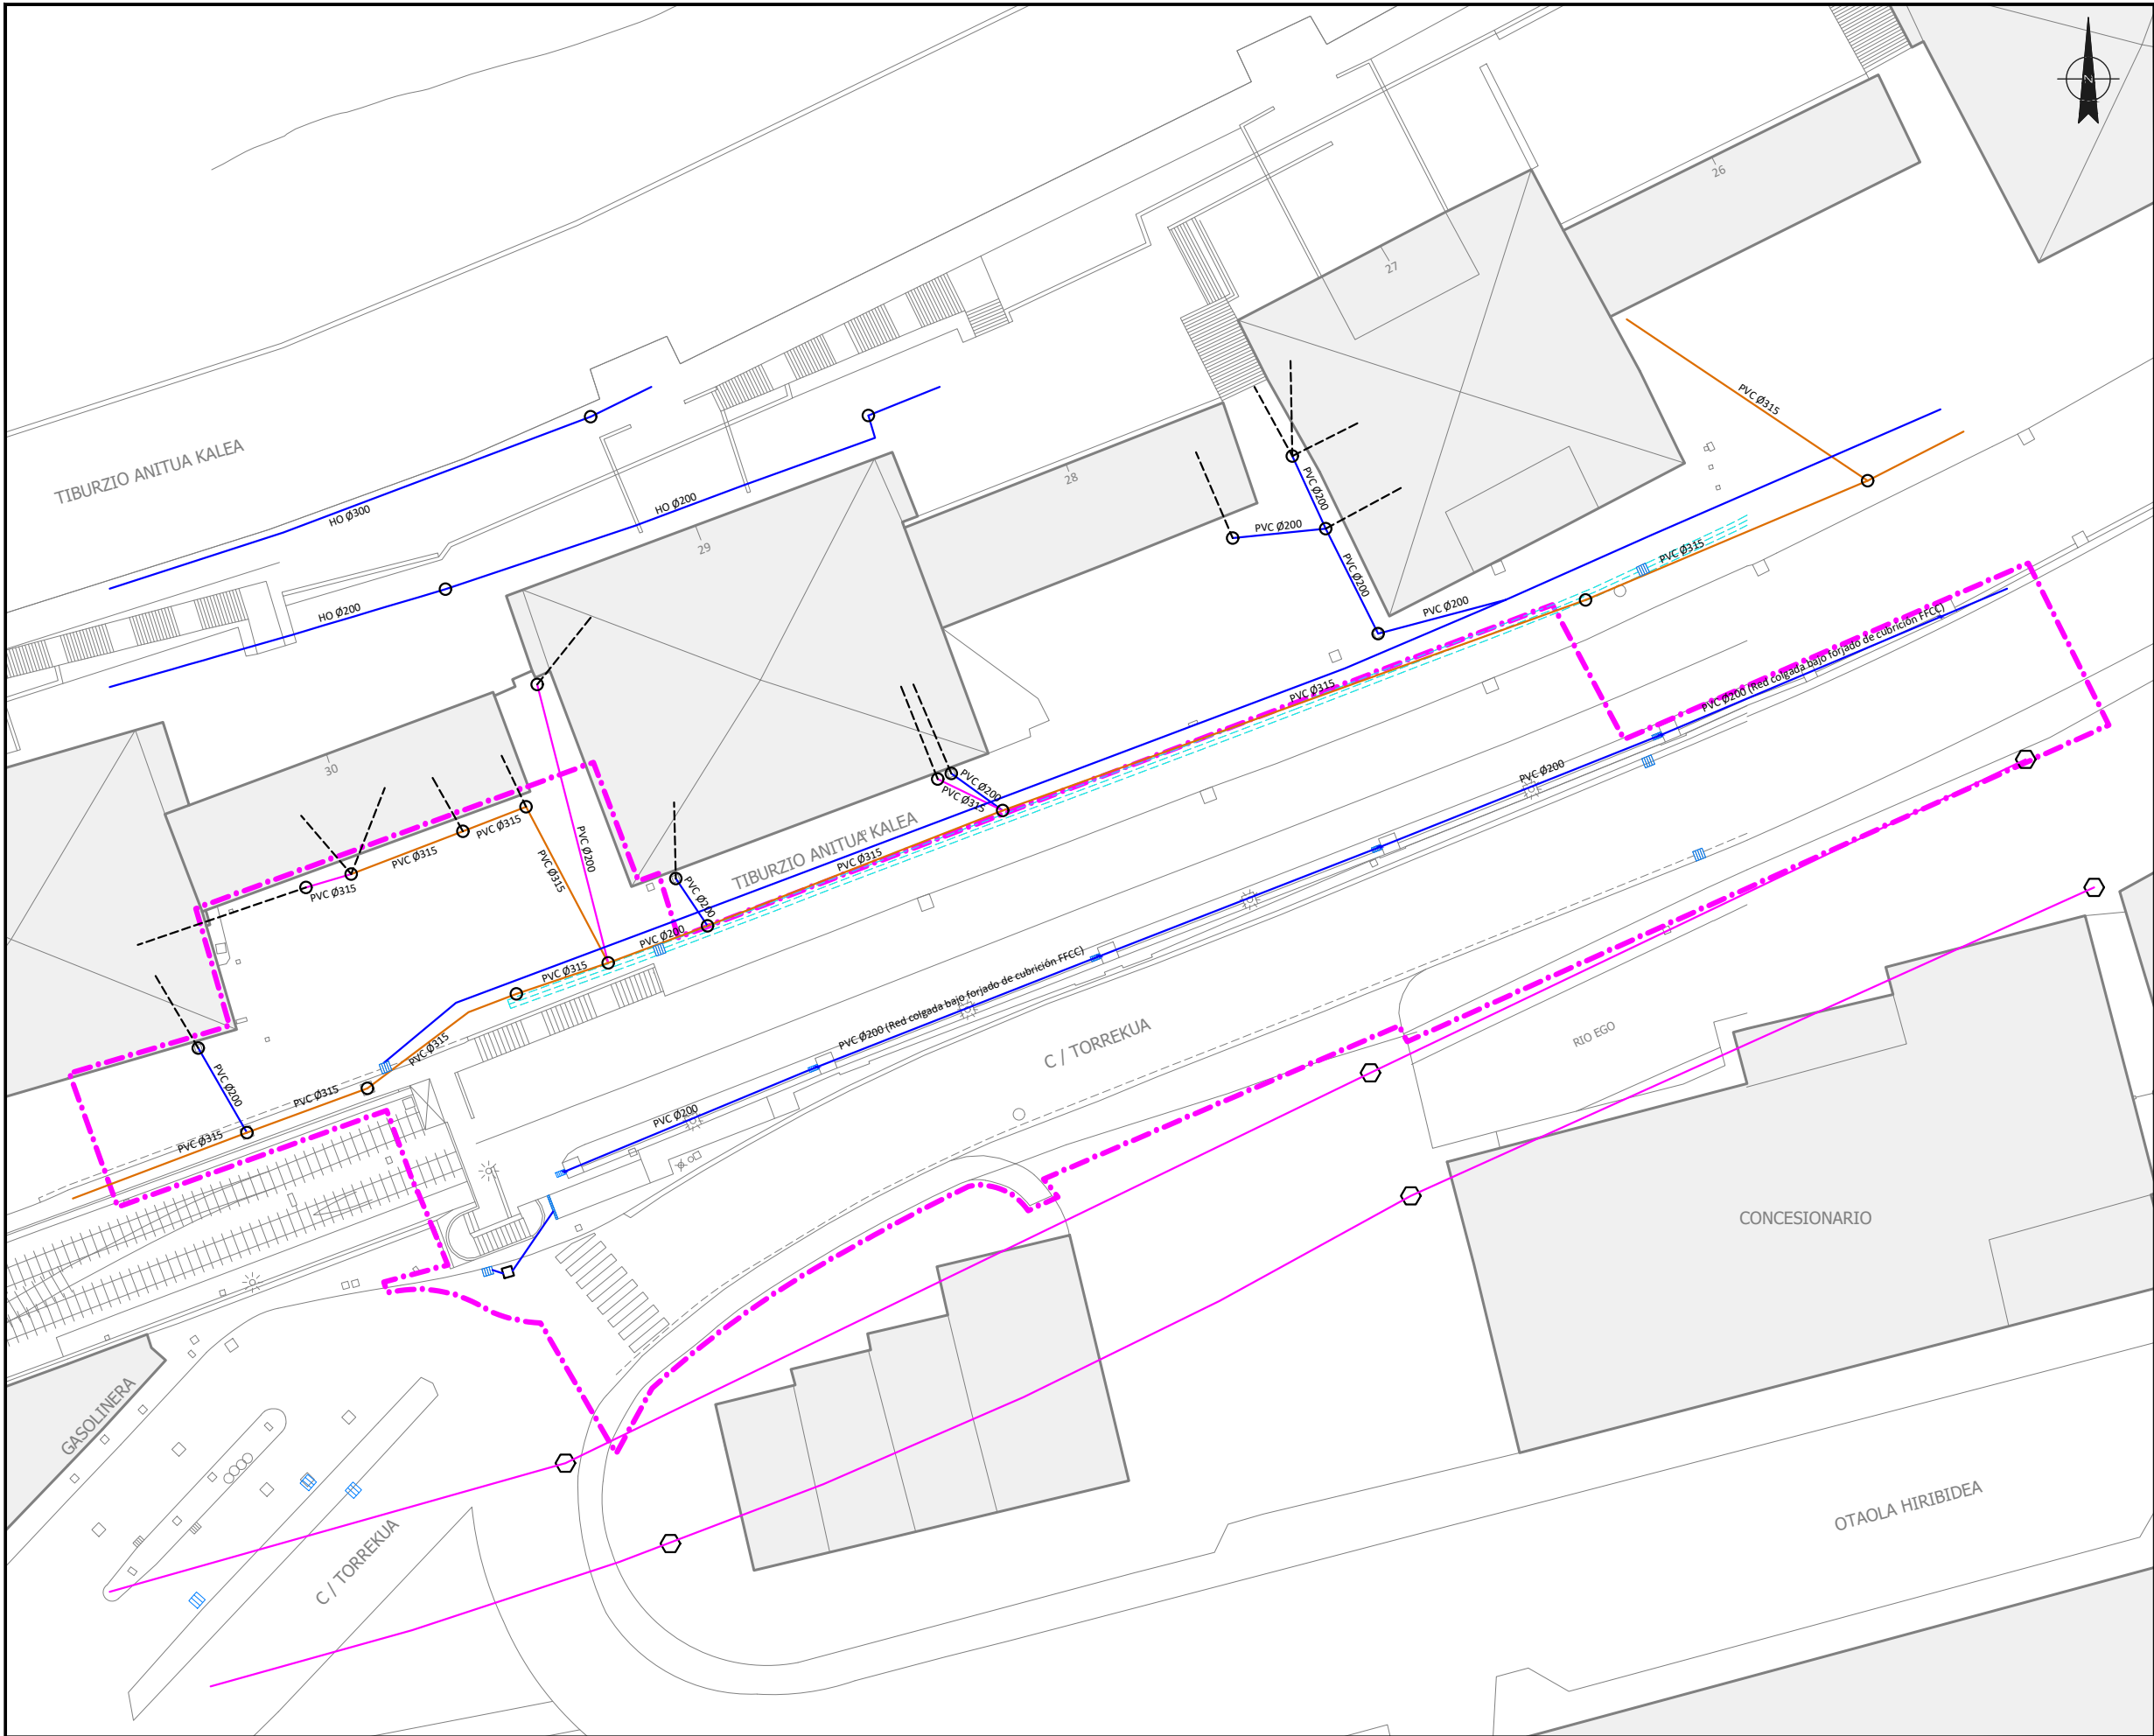 N
26
27
PVC Ø315
TIBURZIO ANITUA KALEA
HO Ø300
HO Ø200
28
PVC Ø200
PVC Ø200
29
PVC Ø315
PVC Ø200
HO Ø200
PVC Ø200
PVC Ø200 (Red colgada bajo forjado de cubrición FFCC)
PVC Ø315
30
PVC Ø200
PVC Ø200
PVC Ø315
PVC Ø315
PVC Ø315
PVC Ø200
TIBURZIO ANITUA KALEA
PVC Ø315
PVC Ø315
PVC Ø315
PVC Ø200
PVC Ø200
PVC Ø315
PVC Ø200 (Red colgada bajo forjado de cubrición FFCC)
C / TORREKUA
RIO EGO
PVC Ø315
PVC Ø200
PVC Ø315
PVC Ø200
PVC Ø315
CONCESIONARIO
GASOLINERA
C / TORREKUA
OTAOLA HIRIBIDEA